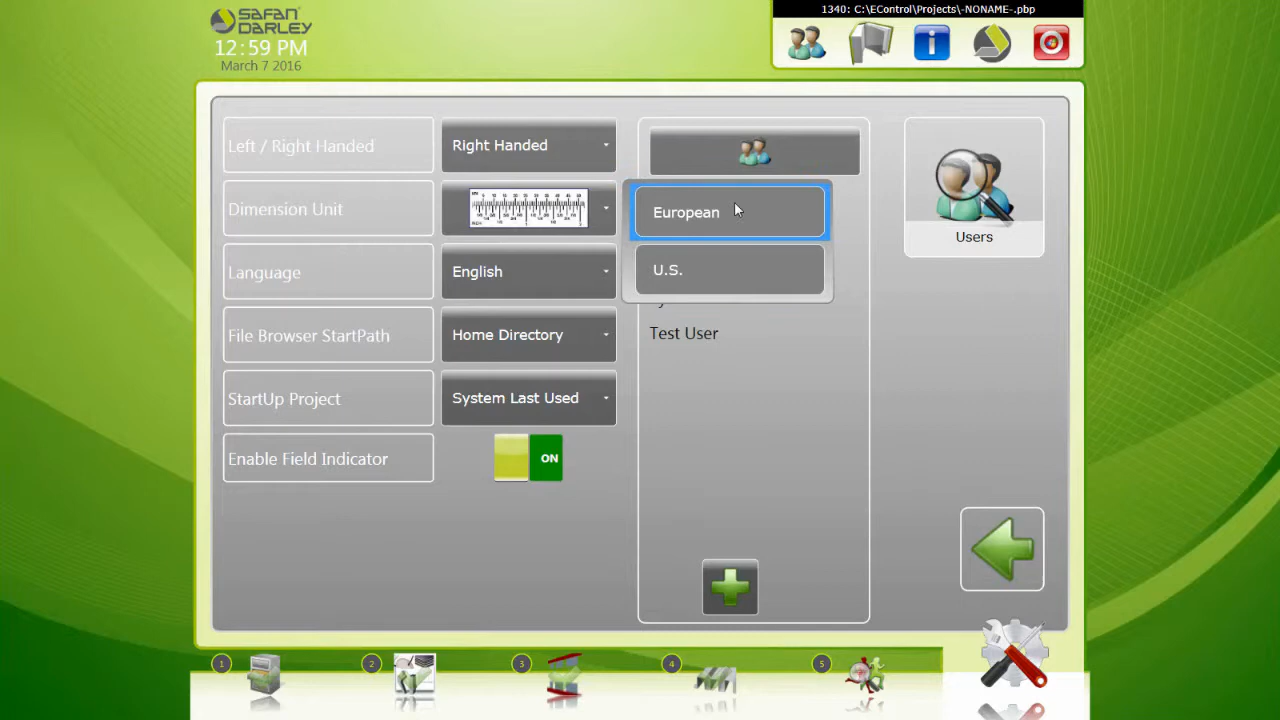 SAFAN
DARLEY
12:59 PM
March 7 2016
1340: C:\EControl\Projects\-NONAME-.pbp
Left / Right Handed
Right Handed
Dimension Unit
European
U.S.
Users
Language
English
File Browser StartPath
Home Directory
Test User
StartUp Project
System Last Used
Enable Field Indicator
ON
1
2
3
4
5